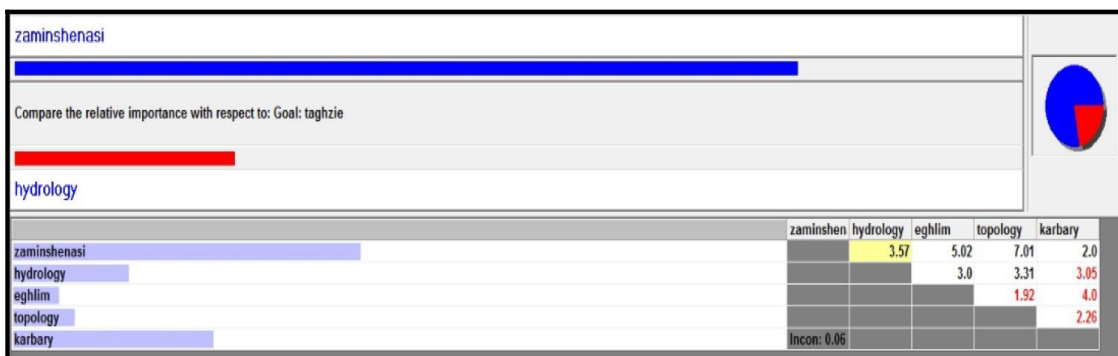 zaminshenasi
Compare the relative importance with respect to: Goal: taghzie
hydrology
zaminshen hydrology eghlim topology karbary
zaminshenasi 3.57 5.02 7.01 2.0
hydrology 3.0 3.31 3.05
eghlim 1.92 4.0
topology 2.26
karbary Incon: 0.06